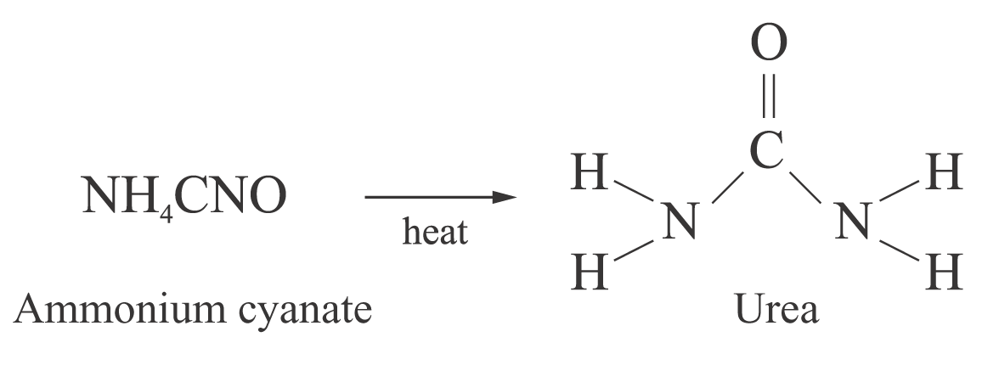 O
C
H H
NH₄CNO
N N
heat
H H
Ammonium cyanate Urea